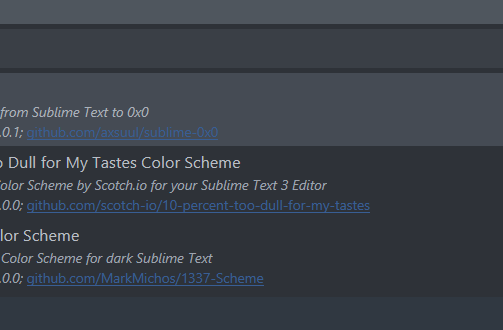 from Sublime Text to 0x0
.0.1; github.com/axsuul/sublime-0x0
o Dull for My Tastes Color Scheme
Color Scheme by Scotch.io for your Sublime Text 3 Editor
.0.0; github.com/scotch-io/10-percent-too-dull-for-my-tastes
lor Scheme
Color Scheme for dark Sublime Text
.0.0; github.com/MarkMichos/1337-Scheme